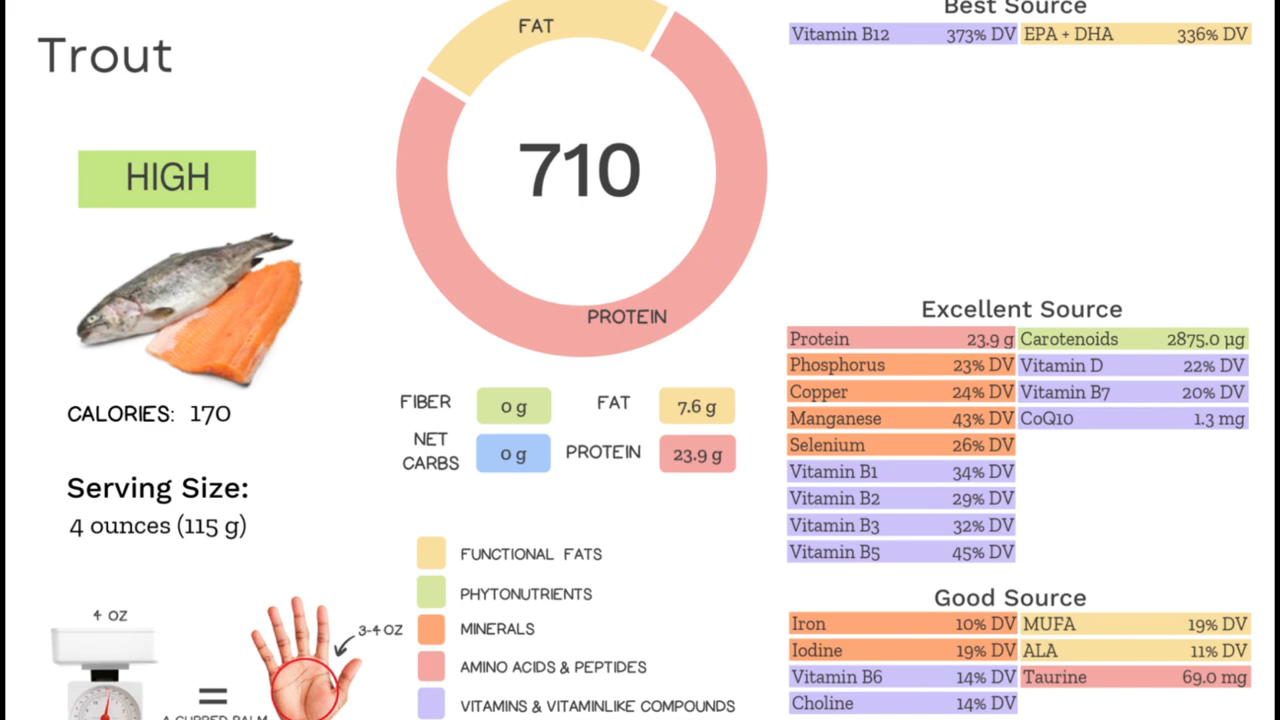 Trout
HIGH
CALORIES: 170
Serving Size:
4 ounces (115 g)
4 OZ
3-4 OZ
=
A CUPPED PALM
FAT
710
PROTEIN
FIBER 0 g FAT 7.6 g
NET CARBS 0 g PROTEIN 23.9 g
FUNCTIONAL FATS
PHYTONUTRIENTS
MINERALS
AMINO ACIDS & PEPTIDES
VITAMINS & VITAMINLIKE COMPOUNDS
Best Source
Vitamin B12 373% DV EPA + DHA 336% DV
Excellent Source
Protein 23.9 g Carotenoids 2875.0 µg
Phosphorus 23% DV Vitamin D 22% DV
Copper 24% DV Vitamin B7 20% DV
Manganese 43% DV CoQ10 1.3 mg
Selenium 26% DV
Vitamin B1 34% DV
Vitamin B2 29% DV
Vitamin B3 32% DV
Vitamin B5 45% DV
Good Source
Iron 10% DV MUFA 19% DV
Iodine 19% DV ALA 11% DV
Vitamin B6 14% DV Taurine 69.0 mg
Choline 14% DV